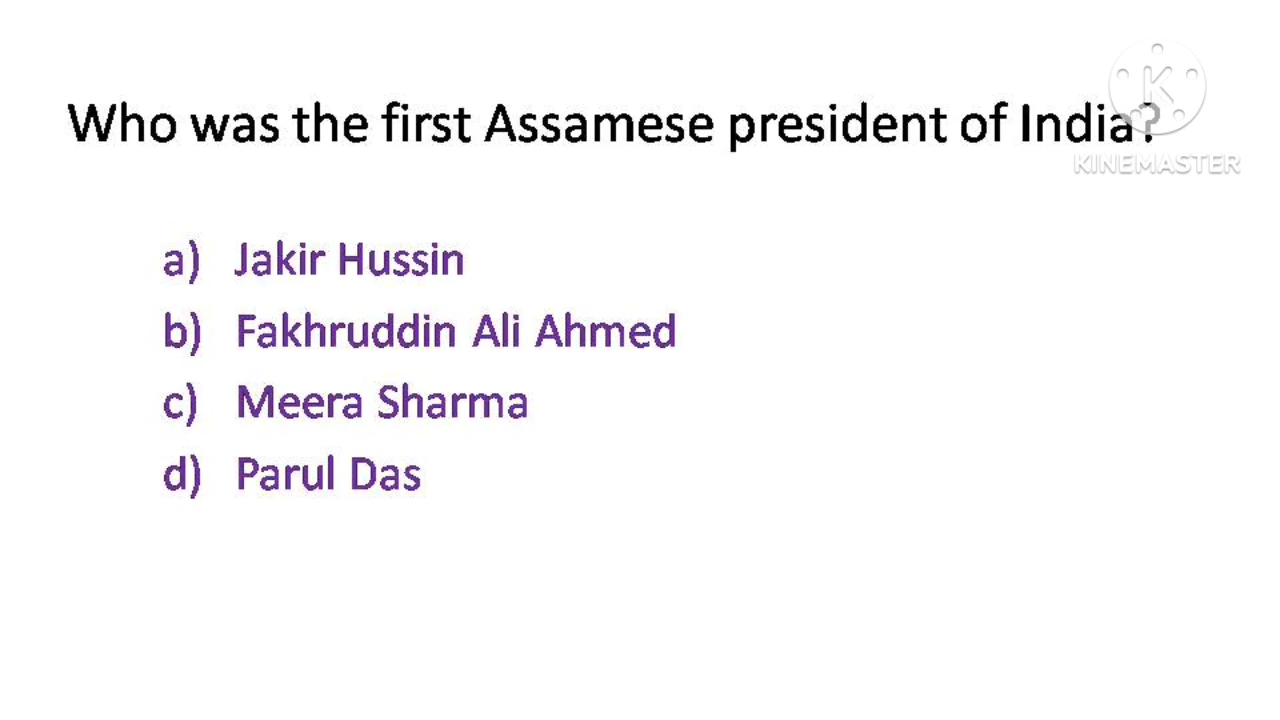 Who was the first Assamese president of India?
K
KINEMASTER
a) Jakir Hussin
b) Fakhruddin Ali Ahmed
c) Meera Sharma
d) Parul Das